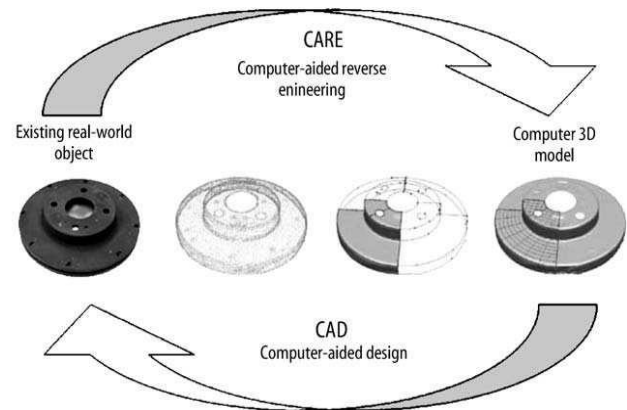 CARE
Computer-aided reverse
enineering
Existing real-world
object
Computer 3D
model
CAD
Computer-aided design